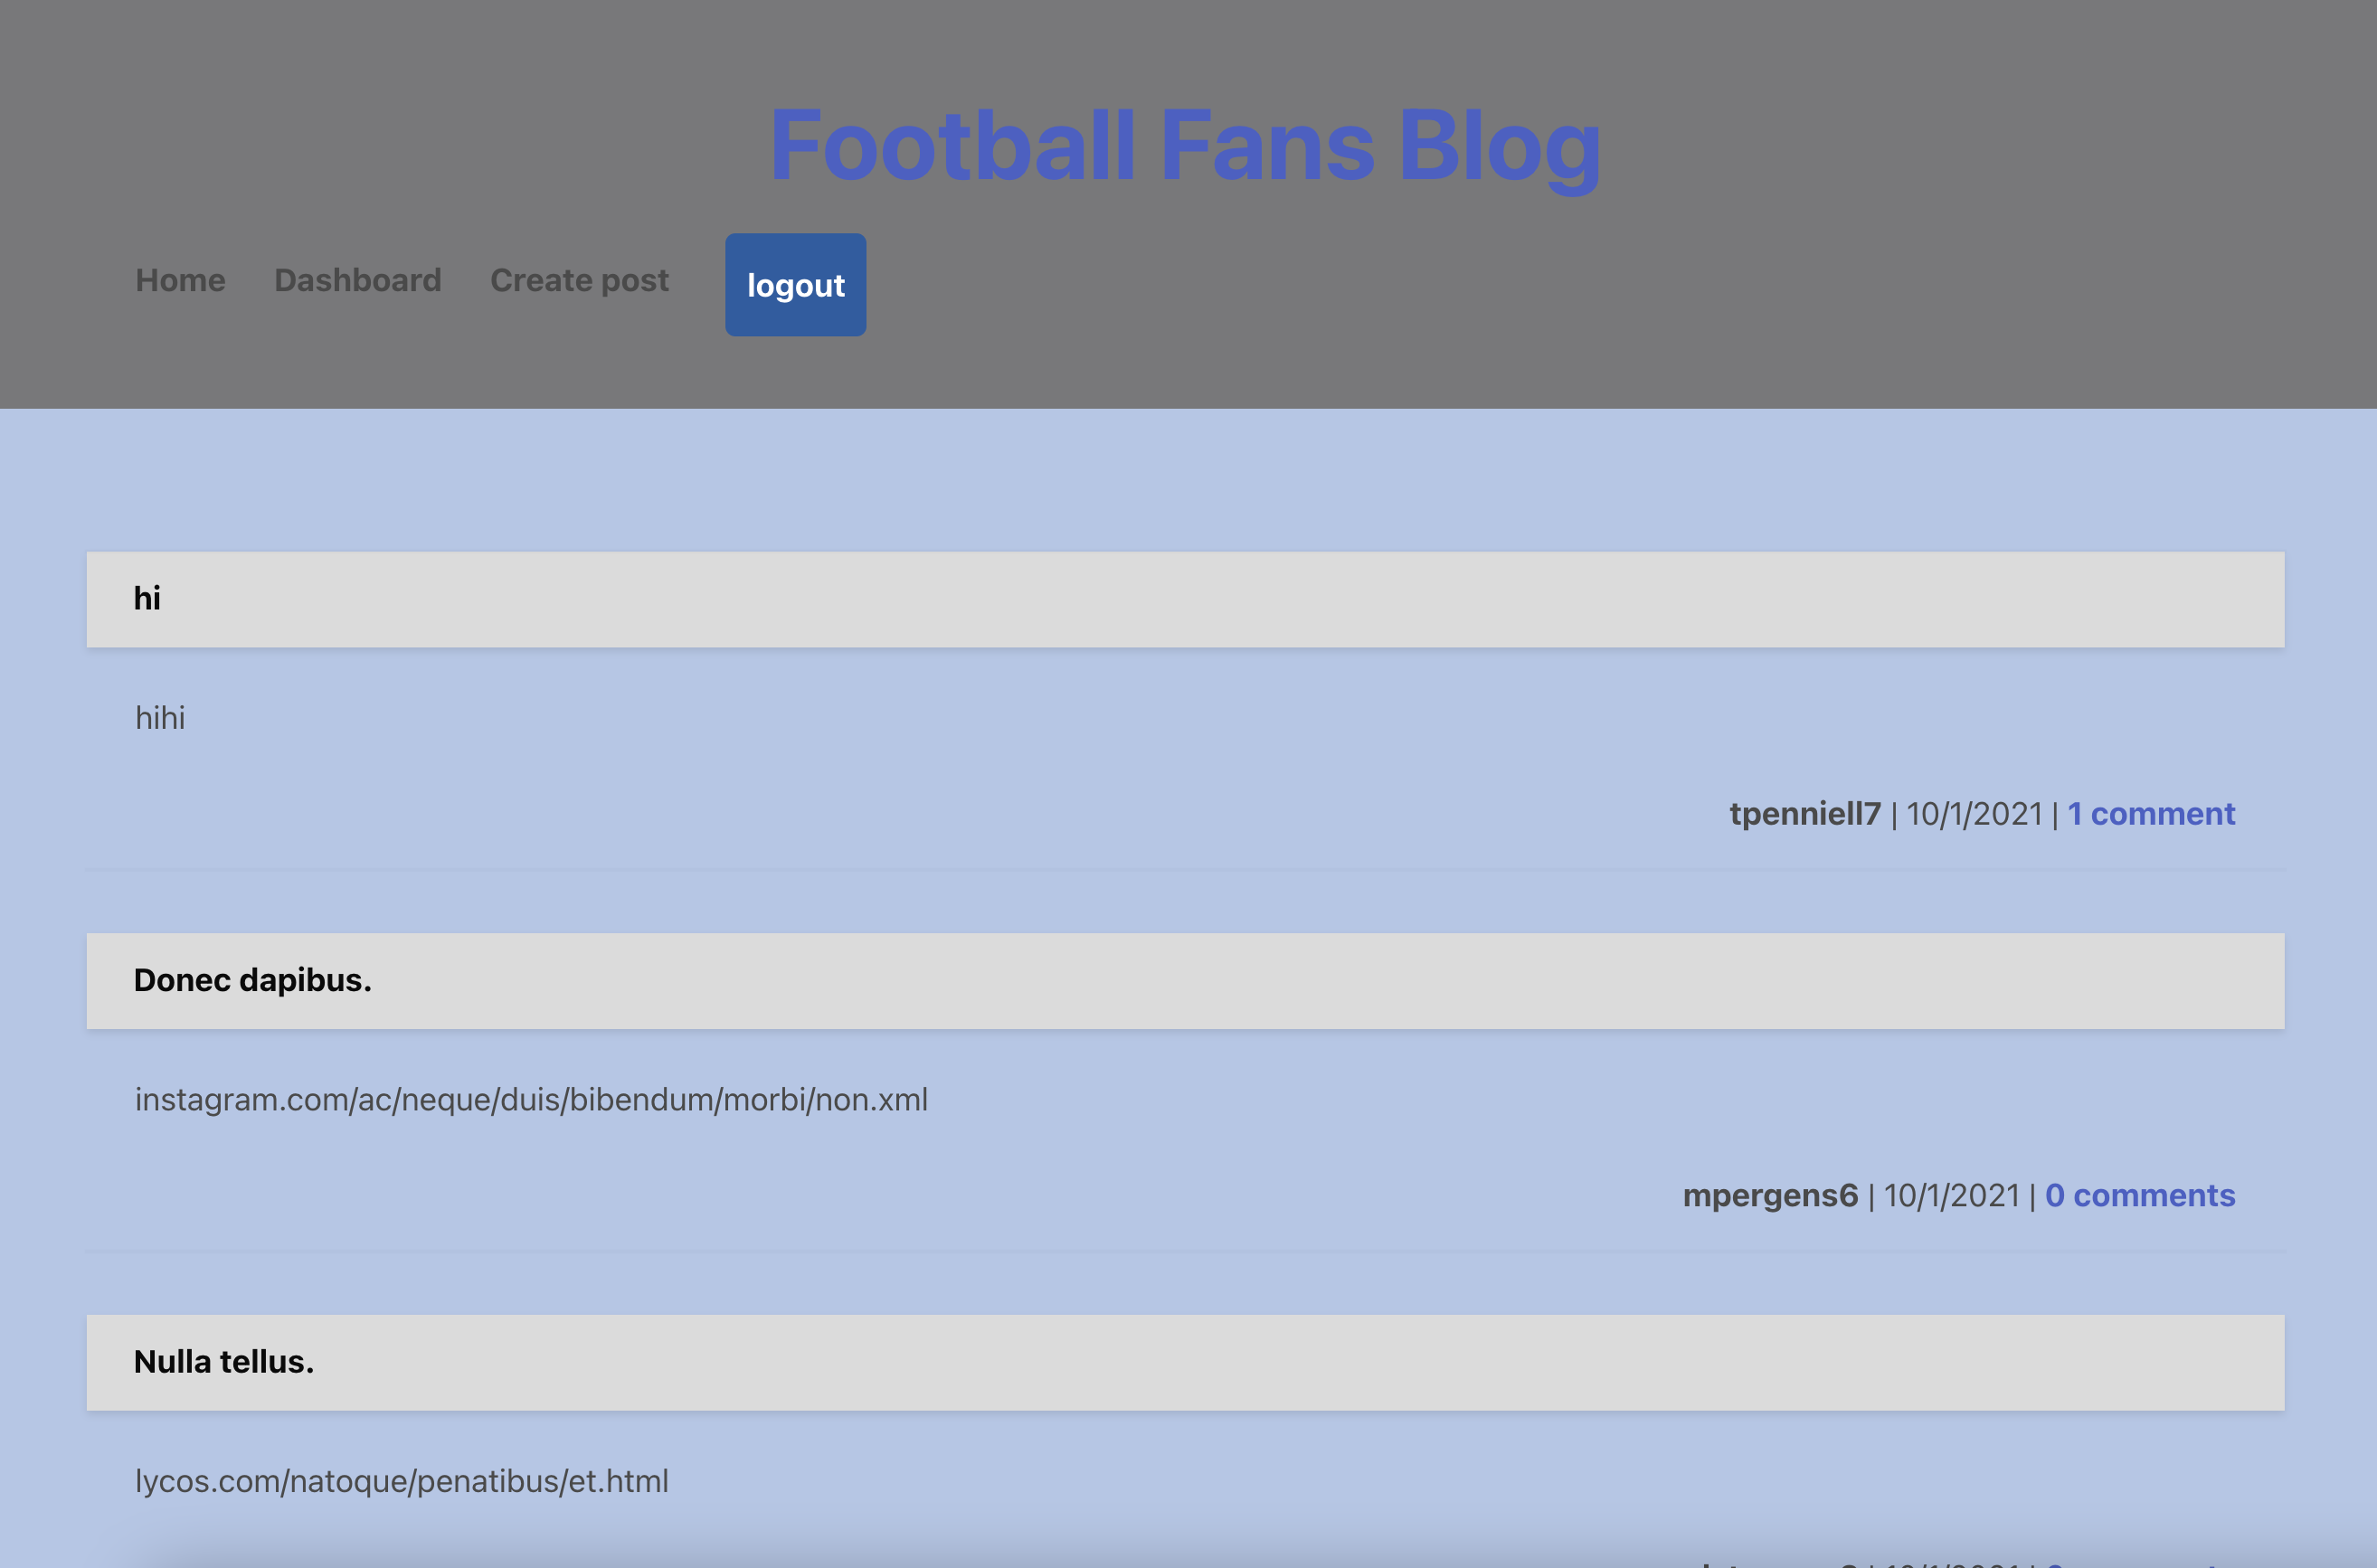 Football Fans Blog
Home Dashboard Create post logout
hi
hihi
tpenniell7 | 10/1/2021 | 1 comment
Donec dapibus.
instagram.com/ac/neque/duis/bibendum/morbi/non.xml
mpergens6 | 10/1/2021 | 0 comments
Nulla tellus.
lycos.com/natoque/penatibus/et.html